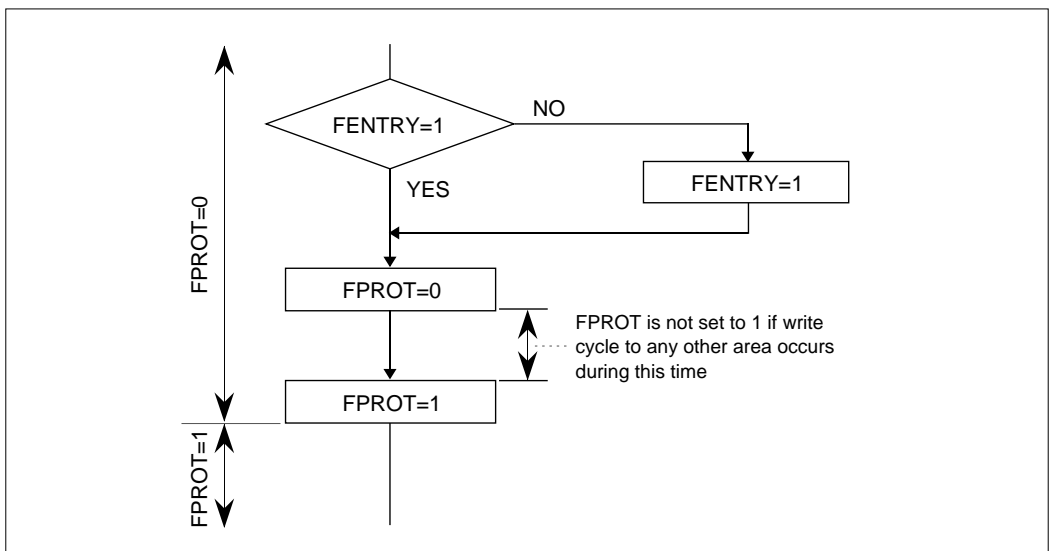 FENTRY=1
NO
FENTRY=1
YES
FPROT=0
FPROT=0
FPROT is not set to 1 if write
cycle to any other area occurs
during this time
FPROT=1
FPROT=1